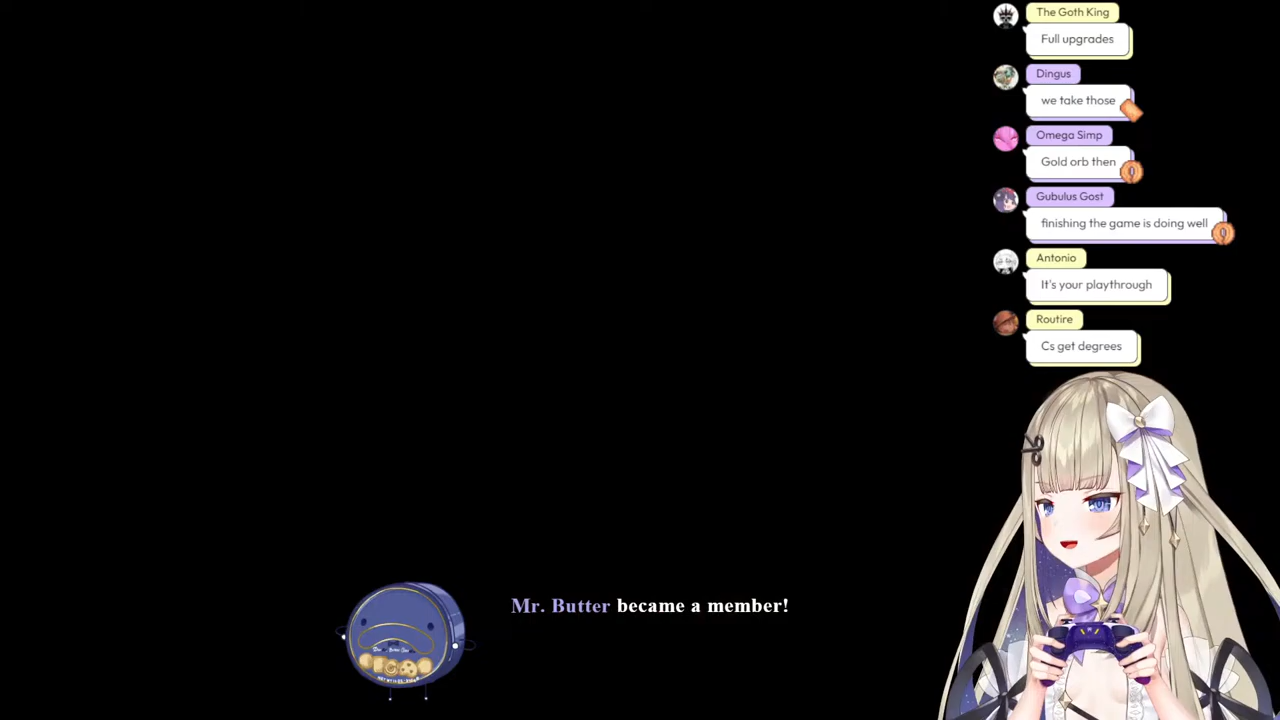 The Goth King
Full upgrades
Dingus
we take those
Omega Simp
Gold orb then
Gubulus Gost
finishing the game is doing well
Antonio
It's your playthrough
Routire
Cs get degrees
Mr. Butter became a member!